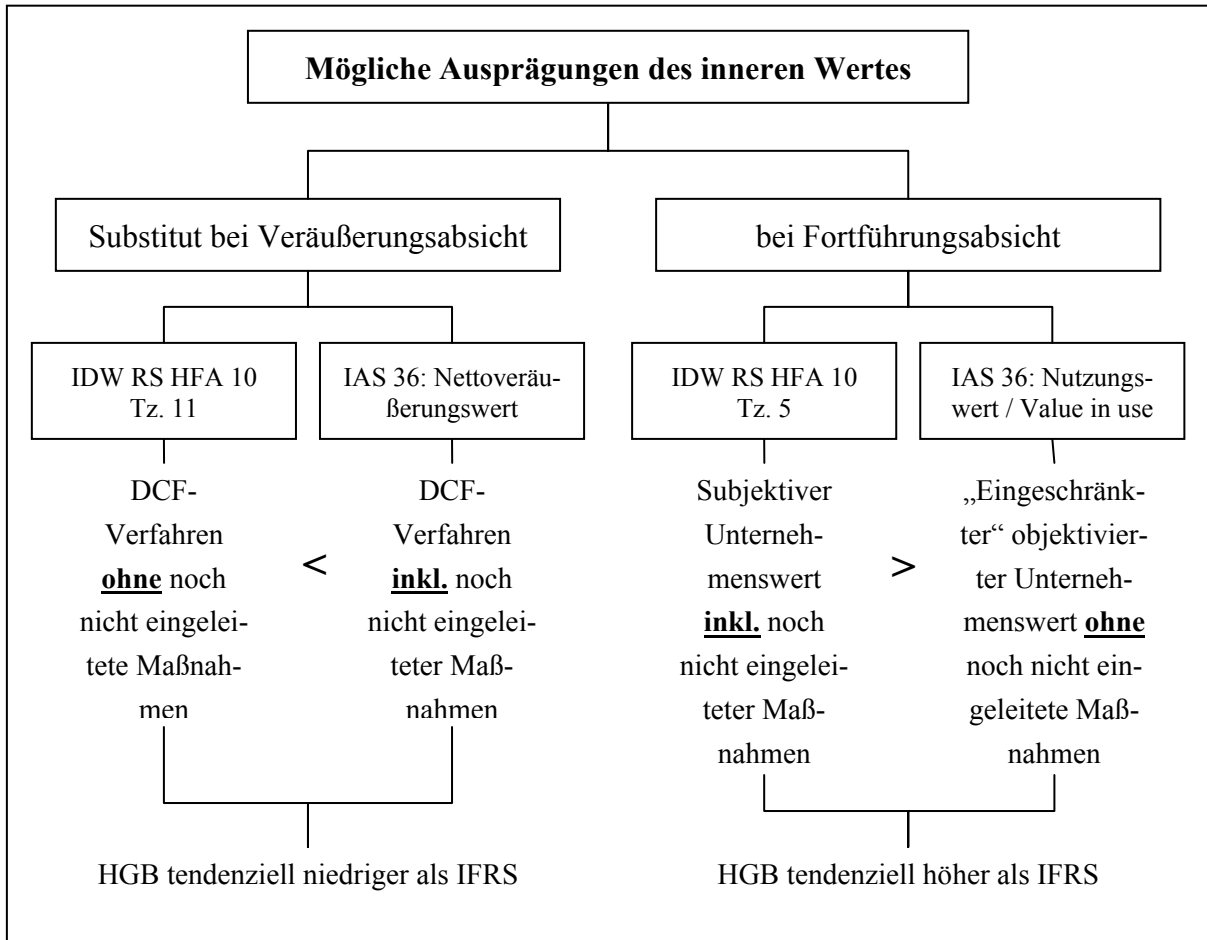 Mögliche Ausprägungen des inneren Wertes
Substitut bei Veräußerungsabsicht
bei Fortführungsabsicht
IDW RS HFA 10
Tz. 11
IAS 36: Nettoveräu-
ßerungswert
IDW RS HFA 10
Tz. 5
IAS 36: Nutzungs-
wert / Value in use
DCF-
Verfahren
ohne noch
nicht eingelei-
tete Maßnah-
men
<
DCF-
Verfahren
inkl. noch
nicht eingelei-
teter Maß-
nahmen
Subjektiver
Unterneh-
menswert
inkl. noch
nicht eingelei-
teter Maß-
nahmen
>
„Eingeschränk-
ter“ objektivier-
ter Unterneh-
menswert ohne
noch nicht ein-
geleitete Maß-
nahmen
HGB tendenziell niedriger als IFRS
HGB tendenziell höher als IFRS